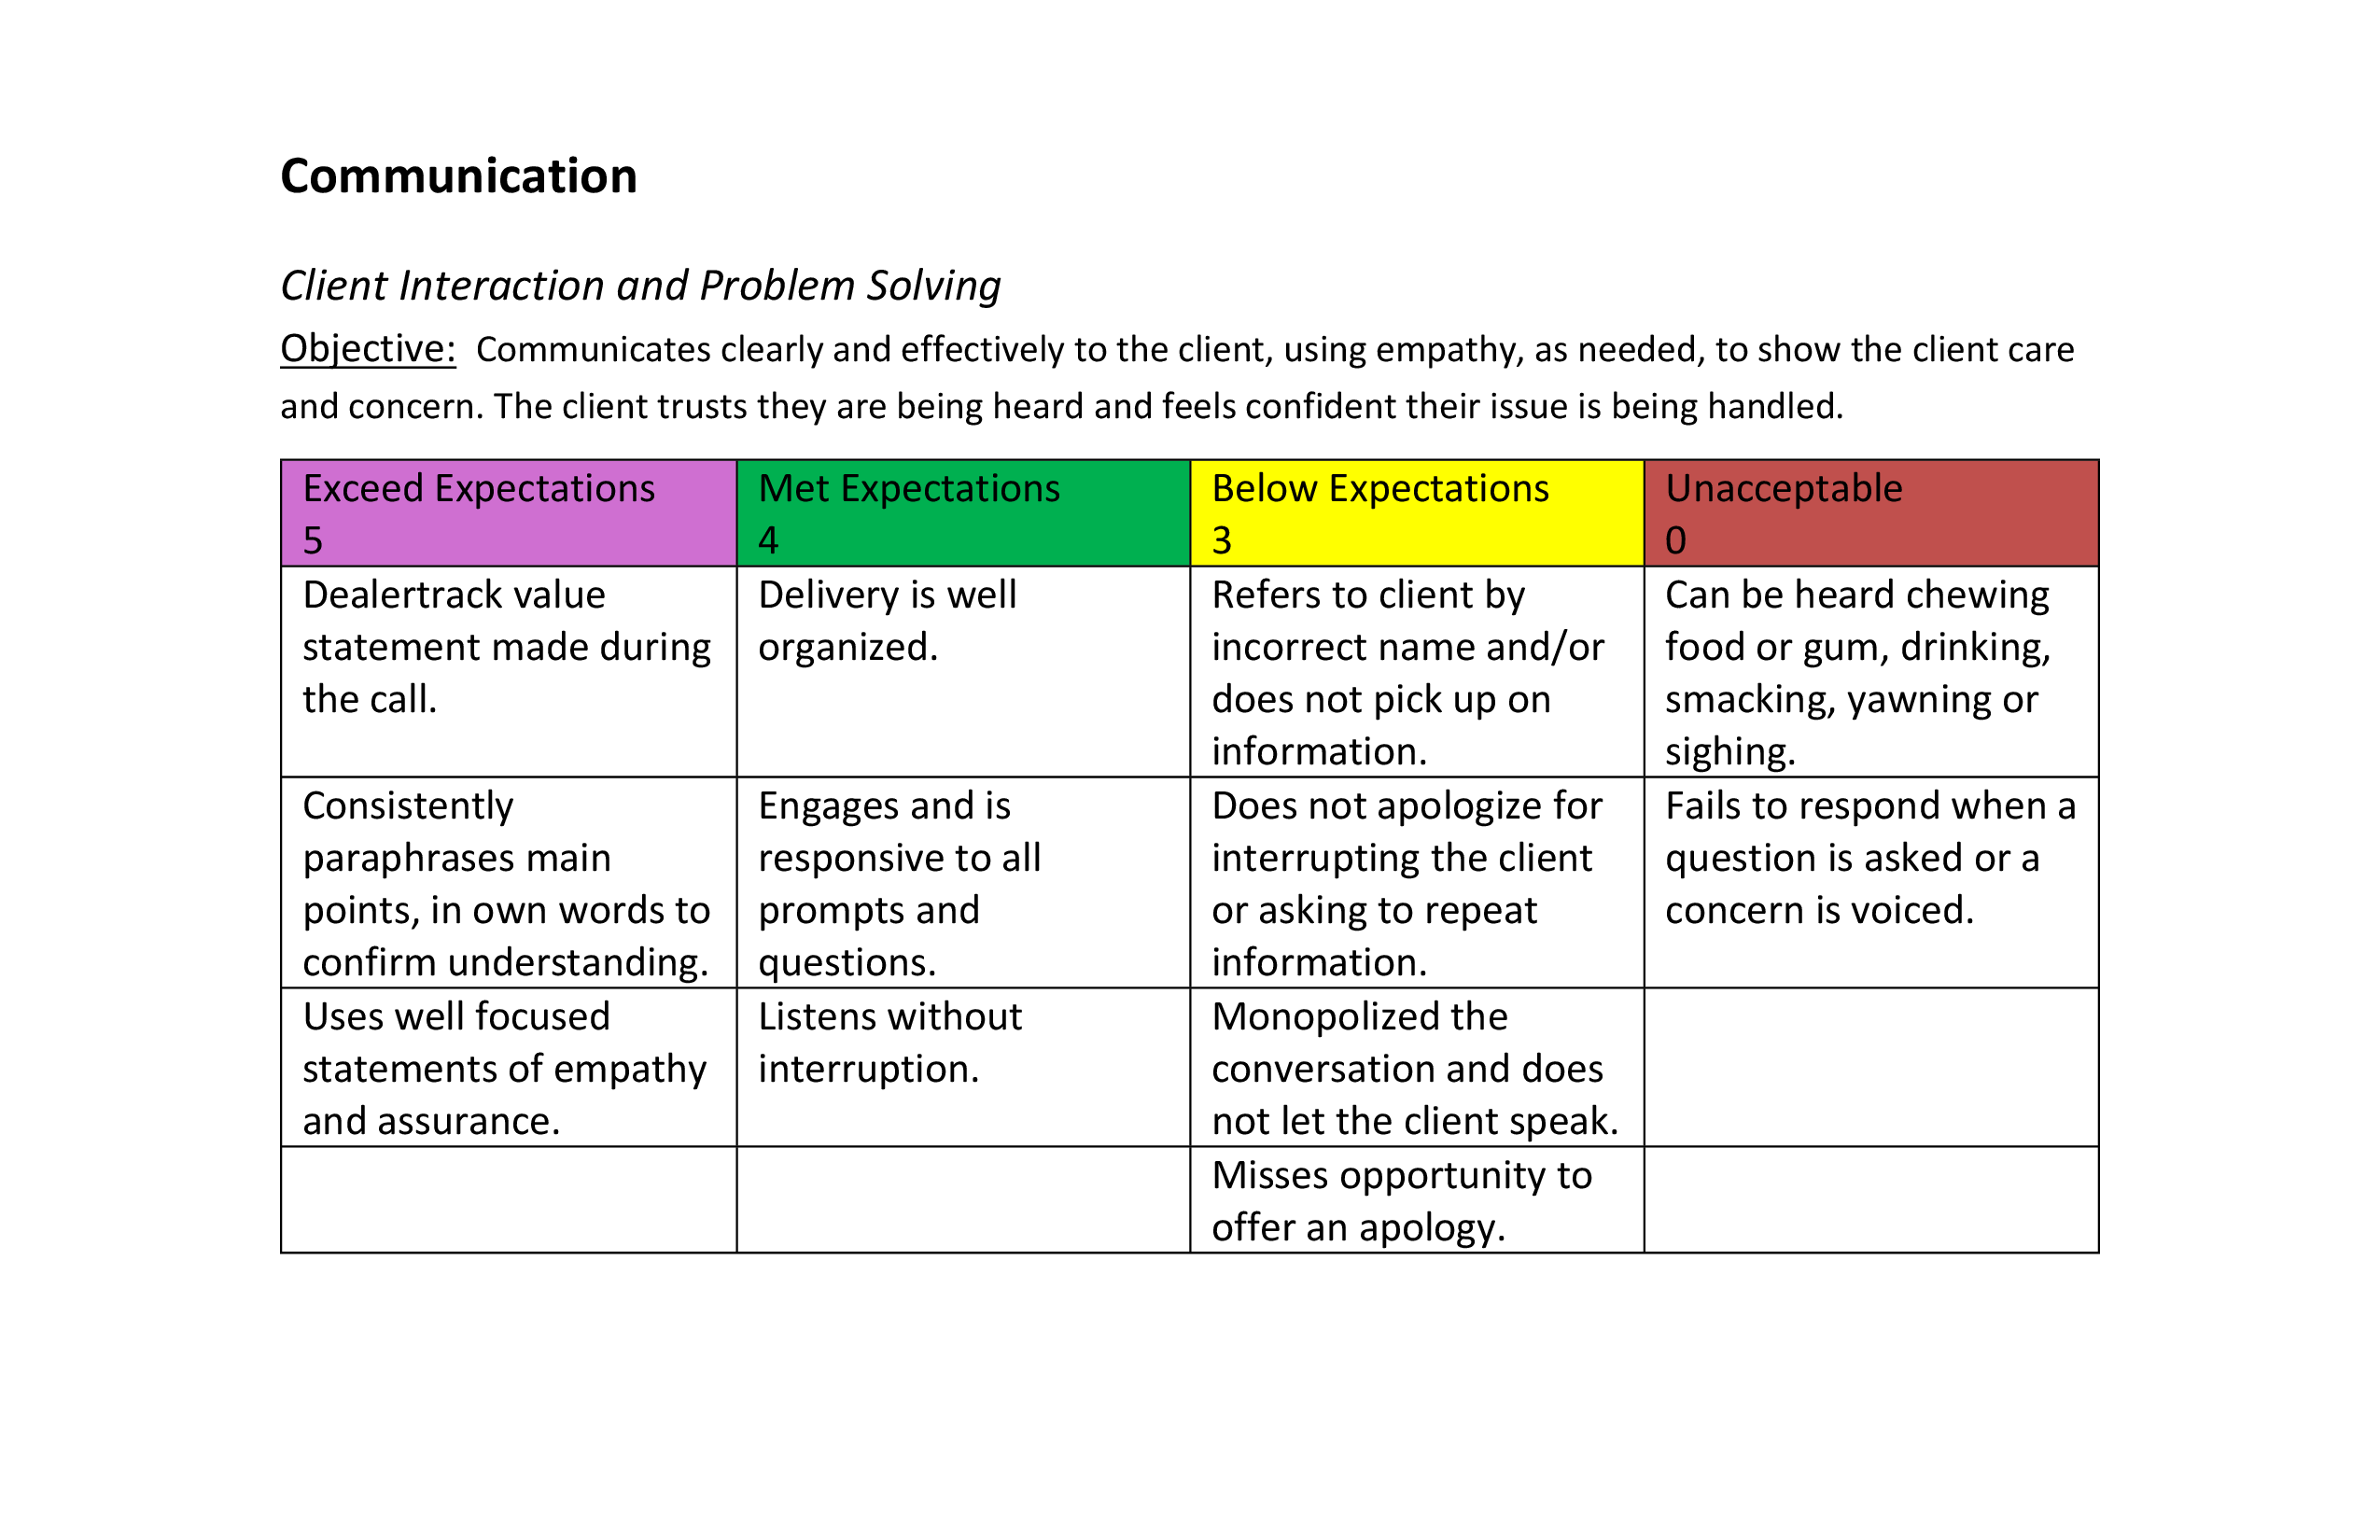 Communication
Client Interaction and Problem Solving
Objective: Communicates clearly and effectively to the client, using empathy, as needed, to show the client care
and concern. The client trusts they are being heard and feels confident their issue is being handled.
Exceed Expectations
5
Met Expectations
4
Below Expectations
3
Unacceptable
0
Dealertrack value
statement made during
the call.
Delivery is well
organized.
Refers to client by
incorrect name and/or
does not pick up on
information.
Can be heard chewing
food or gum, drinking,
smacking, yawning or
sighing.
Consistently
paraphrases main
points, in own words to
confirm understanding.
Engages and is
responsive to all
prompts and
questions.
Does not apologize for
interrupting the client
or asking to repeat
information.
Fails to respond when a
question is asked or a
concern is voiced.
Uses well focused
statements of empathy
and assurance.
Listens without
interruption.
Monopolized the
conversation and does
not let the client speak.
Misses opportunity to
offer an apology.